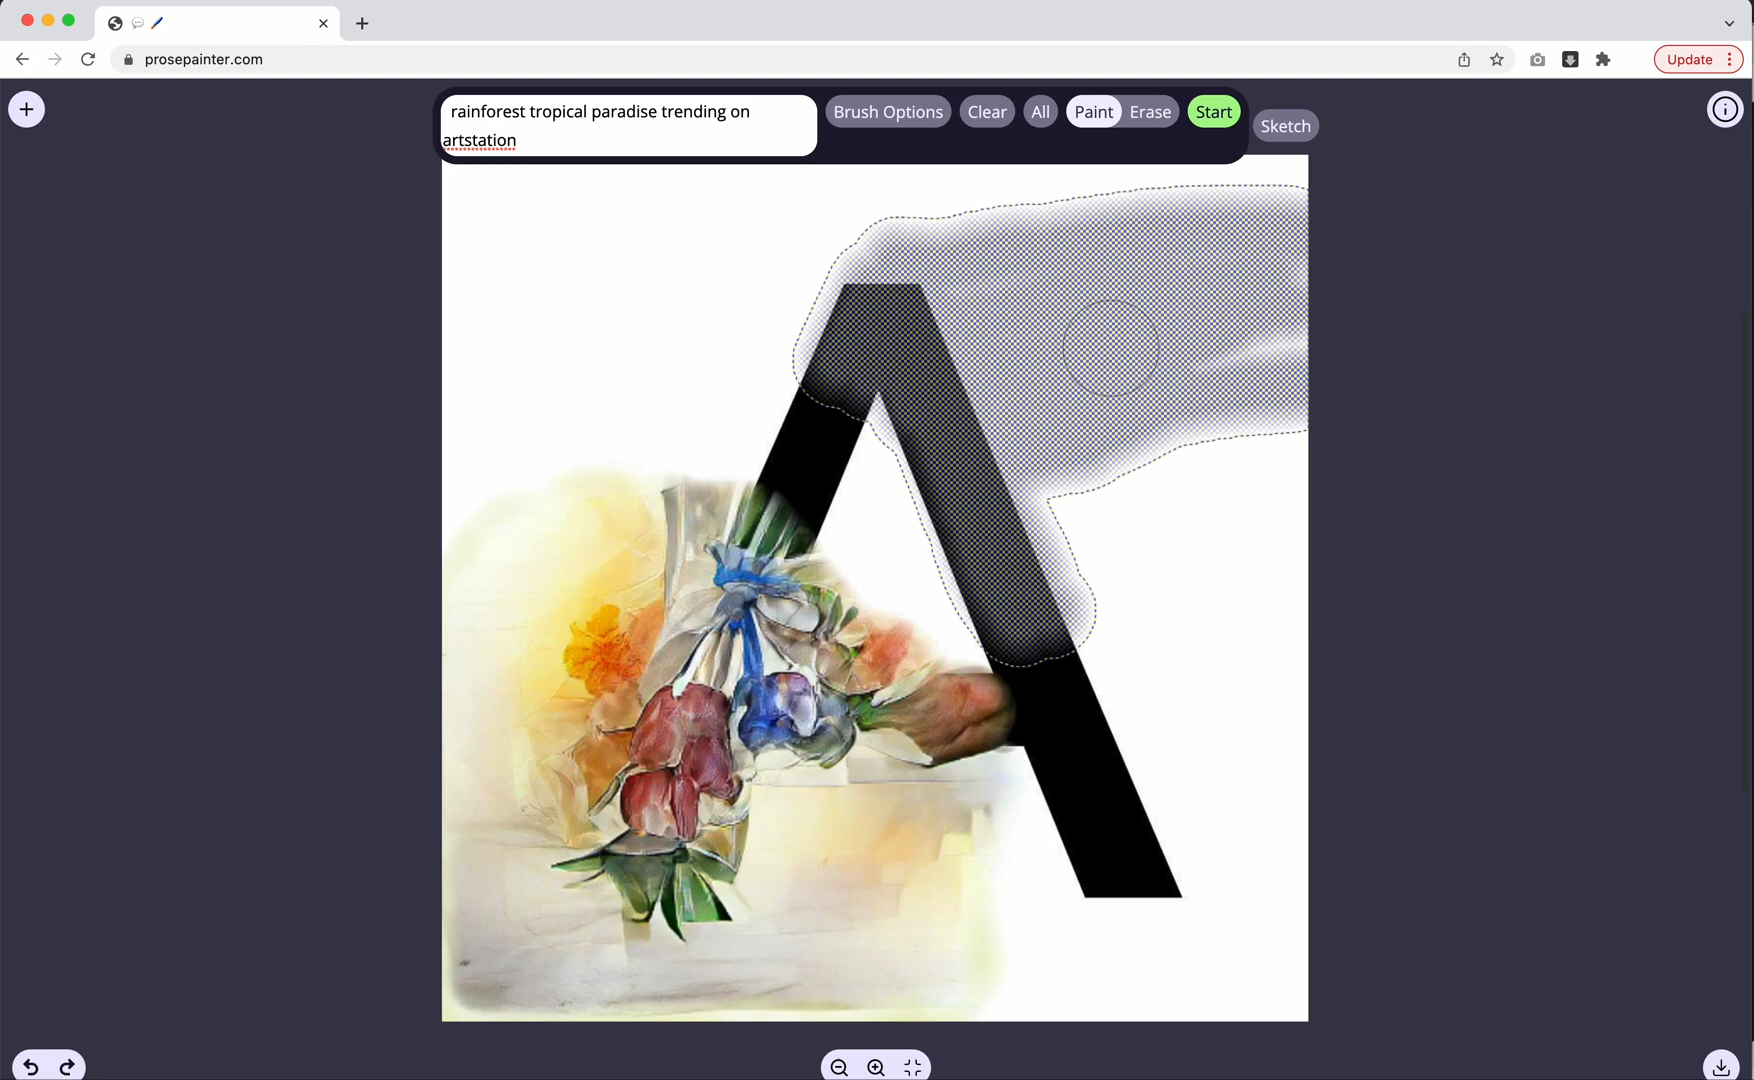 prosepainter.com
Update
rainforest tropical paradise trending on
artstation
Brush Options Clear All Paint Erase Start Sketch
A